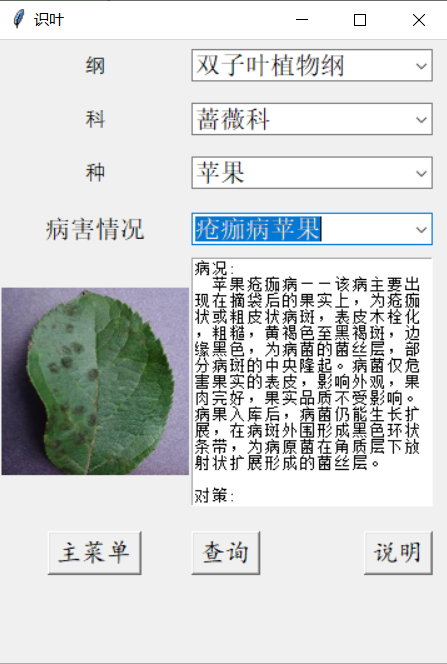 识叶
纲 双子叶植物纲
科 蔷薇科
种 苹果
病害情况 疮痂病苹果
病况：
苹果疮痂病——该病主要出
现在摘袋后的果实上，为疮痂
状或粗皮状病斑，表皮木栓化
，粗糙，黄褐色至黑褐斑，边
缘黑色，为病菌的菌丝层，部
分病斑的中央隆起。病菌仅危
害果实的表皮，影响外观，果
肉完好，果实品质不受影响。
病果入库后，病菌仍能生长扩
展，在病斑外围形成黑色环状
条带，为病原菌在角质层下放
射状扩展形成的菌丝层。
对策：
主菜单 查询 说明